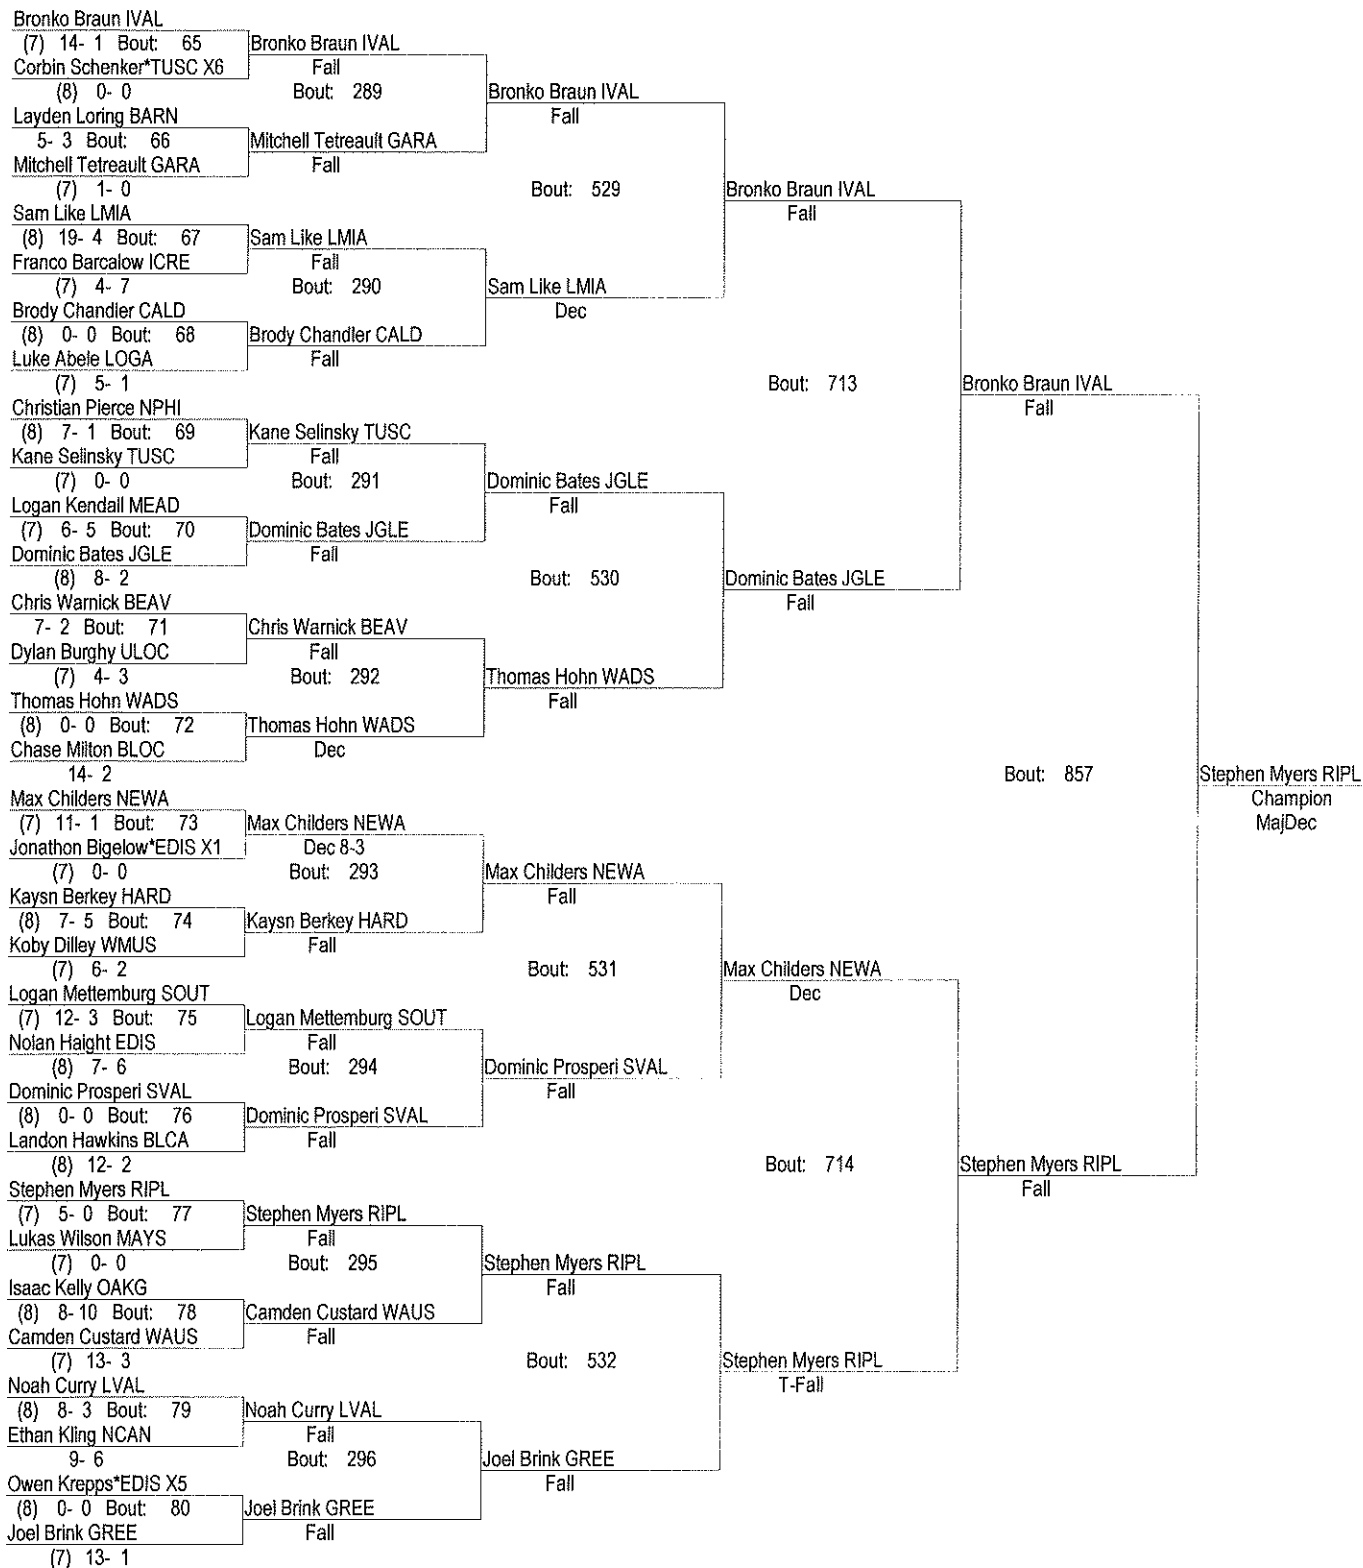 Bronko Braun IVAL
(7) 14- 1 Bout: 65
Corbin Schenker*TUSC X6
(8) 0- 0
Layden Loring BARN
5- 3 Bout: 66
Mitchell Tetreault GARA
(7) 1- 0
Sam Like LMIA
(8) 19- 4 Bout: 67
Franco Barcalow ICRE
(7) 4- 7
Brody Chandler CALD
(8) 0- 0 Bout: 68
Luke Abele LOGA
(7) 5- 1
Christian Pierce NPHI
(8) 7- 1 Bout: 69
Kane Selinsky TUSC
(7) 0- 0
Logan Kendall MEAD
(7) 6- 5 Bout: 70
Dominic Bates JGLE
(8) 8- 2
Chris Warnick BEAV
7- 2 Bout: 71
Dylan Burghy ULOC
(7) 4- 3
Thomas Hohn WADS
(8) 0- 0 Bout: 72
Chase Milton BLOC
14- 2
Max Childers NEWA
(7) 11- 1 Bout: 73
Jonathon Bigelow*EDIS X1
(7) 0- 0
Kaysn Berkey HARD
(8) 7- 5 Bout: 74
Koby Dilley WMUS
(7) 6- 2
Logan Mettemburg SOUT
(7) 12- 3 Bout: 75
Nolan Haight EDIS
(8) 7- 6
Dominic Prosperi SVAL
(8) 0- 0 Bout: 76
Landon Hawkins BLCA
(8) 12- 2
Stephen Myers RIPL
(7) 5- 0 Bout: 77
Lukas Wilson MAYS
(7) 0- 0
Isaac Kelly OAKG
(8) 8- 10 Bout: 78
Camden Custard WAUS
(7) 13- 3
Noah Curry LVAL
(8) 8- 3 Bout: 79
Ethan Kling NCAN
9- 6
Owen Krepps*EDIS X5
(8) 0- 0 Bout: 80
Joel Brink GREE
(7) 13- 1
Bronko Braun IVAL
Fall
Bout: 289
Mitchell Tetreault GARA
Fall
Sam Like LMIA
Fall
Bout: 290
Brody Chandler CALD
Fall
Kane Selinsky TUSC
Fall
Bout: 291
Dominic Bates JGLE
Fall
Chris Warnick BEAV
Fall
Bout: 292
Thomas Hohn WADS
Dec
Max Childers NEWA
Dec 8-3
Bout: 293
Kaysn Berkey HARD
Fall
Logan Mettemburg SOUT
Fall
Bout: 294
Dominic Prosperi SVAL
Fall
Stephen Myers RIPL
Fall
Bout: 295
Camden Custard WAUS
Fall
Noah Curry LVAL
Fall
Bout: 296
Joel Brink GREE
Fall
Bronko Braun IVAL
Fall
Bout: 529
Sam Like LMIA
Dec
Dominic Bates JGLE
Fall
Bout: 530
Thomas Hohn WADS
Fall
Max Childers NEWA
Fall
Bout: 531
Dominic Prosperi SVAL
Fall
Stephen Myers RIPL
Fall
Bout: 532
Joel Brink GREE
Fall
Bronko Braun IVAL
Fall
Bout: 713
Dominic Bates JGLE
Fall
Max Childers NEWA
Dec
Bout: 714
Stephen Myers RIPL
T-Fall
Bronko Braun IVAL
Fall
Bout: 857
Stephen Myers RIPL
Fall
Stephen Myers RIPL
Champion
MajDec